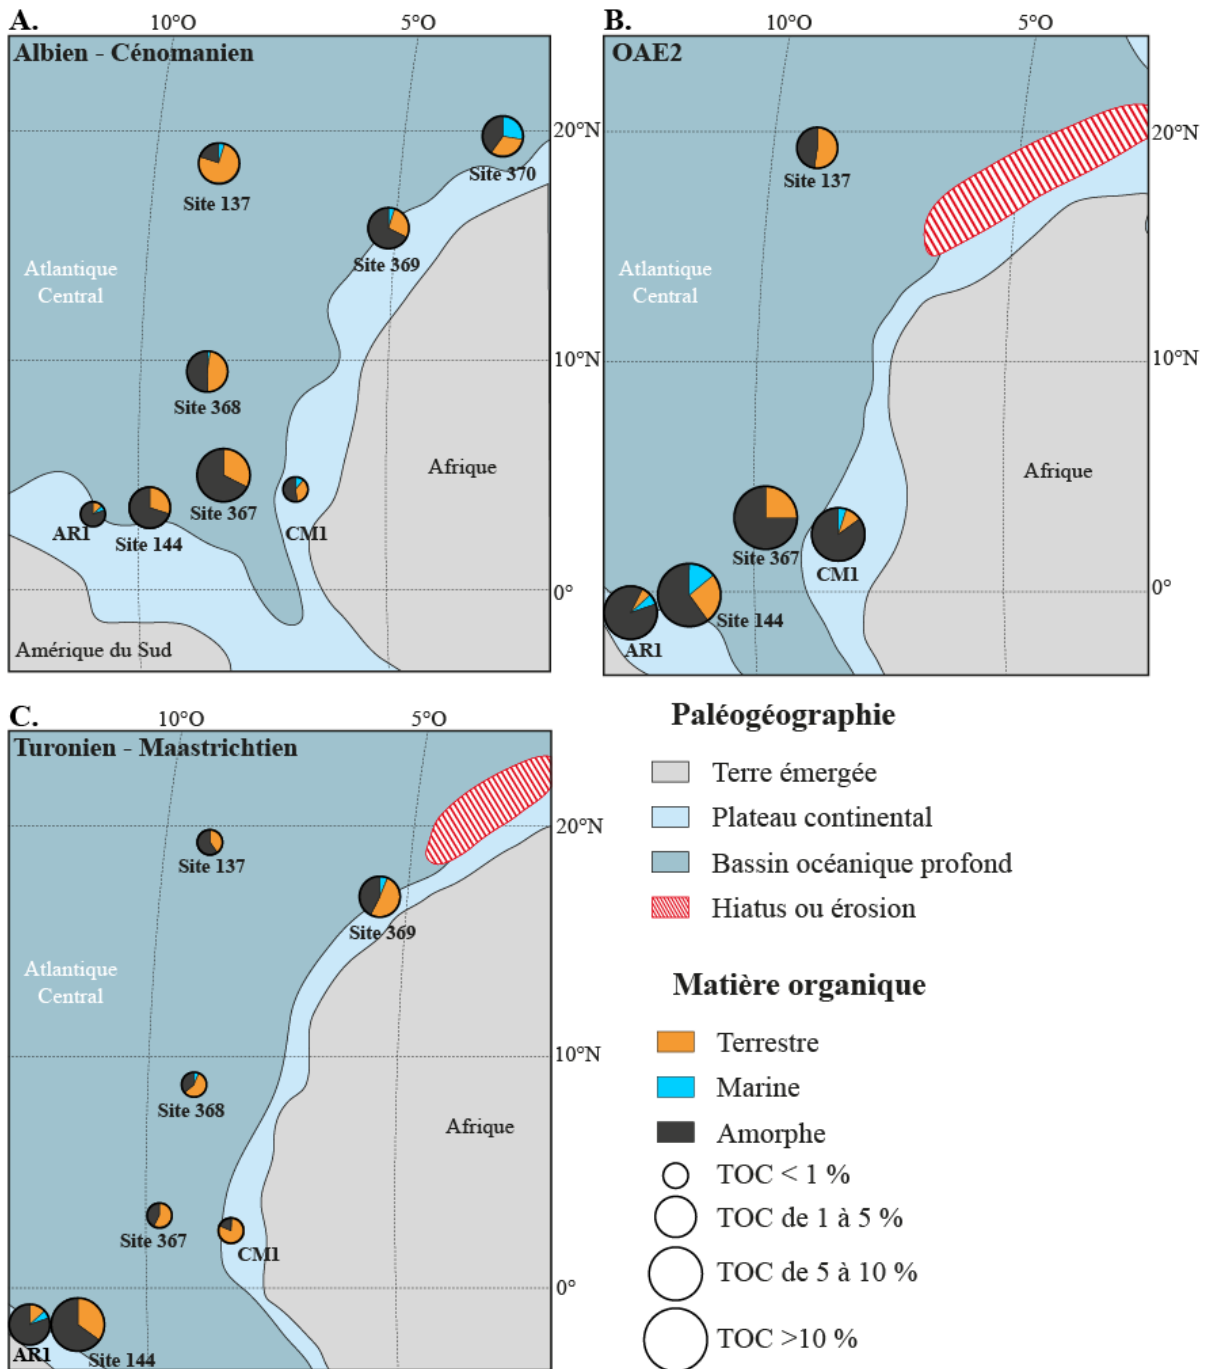 A.
10°O
5°O
Albien - Cénomanien
20°N
Site 370
Site 137
Site 369
Atlantique
Central
10°N
Site 368
Afrique
Site 367
AR1
Site 144
CM1
0°
Amérique du Sud
B.
10°O
5°O
OAE2
20°N
Site 137
Atlantique
Central
10°N
Afrique
Site 367
CM1
0°
Site 144
AR1
C.
10°O
5°O
Turonien - Maastrichtien
20°N
Site 137
Site 369
Atlantique
Central
10°N
Site 368
Afrique
Site 367
CM1
0°
AR1
Site 144
Paléogéographie
Terre émergée
Plateau continental
Bassin océanique profond
Hiatus ou érosion
Matière organique
Terrestre
Marine
Amorphe
TOC < 1 %
TOC de 1 à 5 %
TOC de 5 à 10 %
TOC >10 %